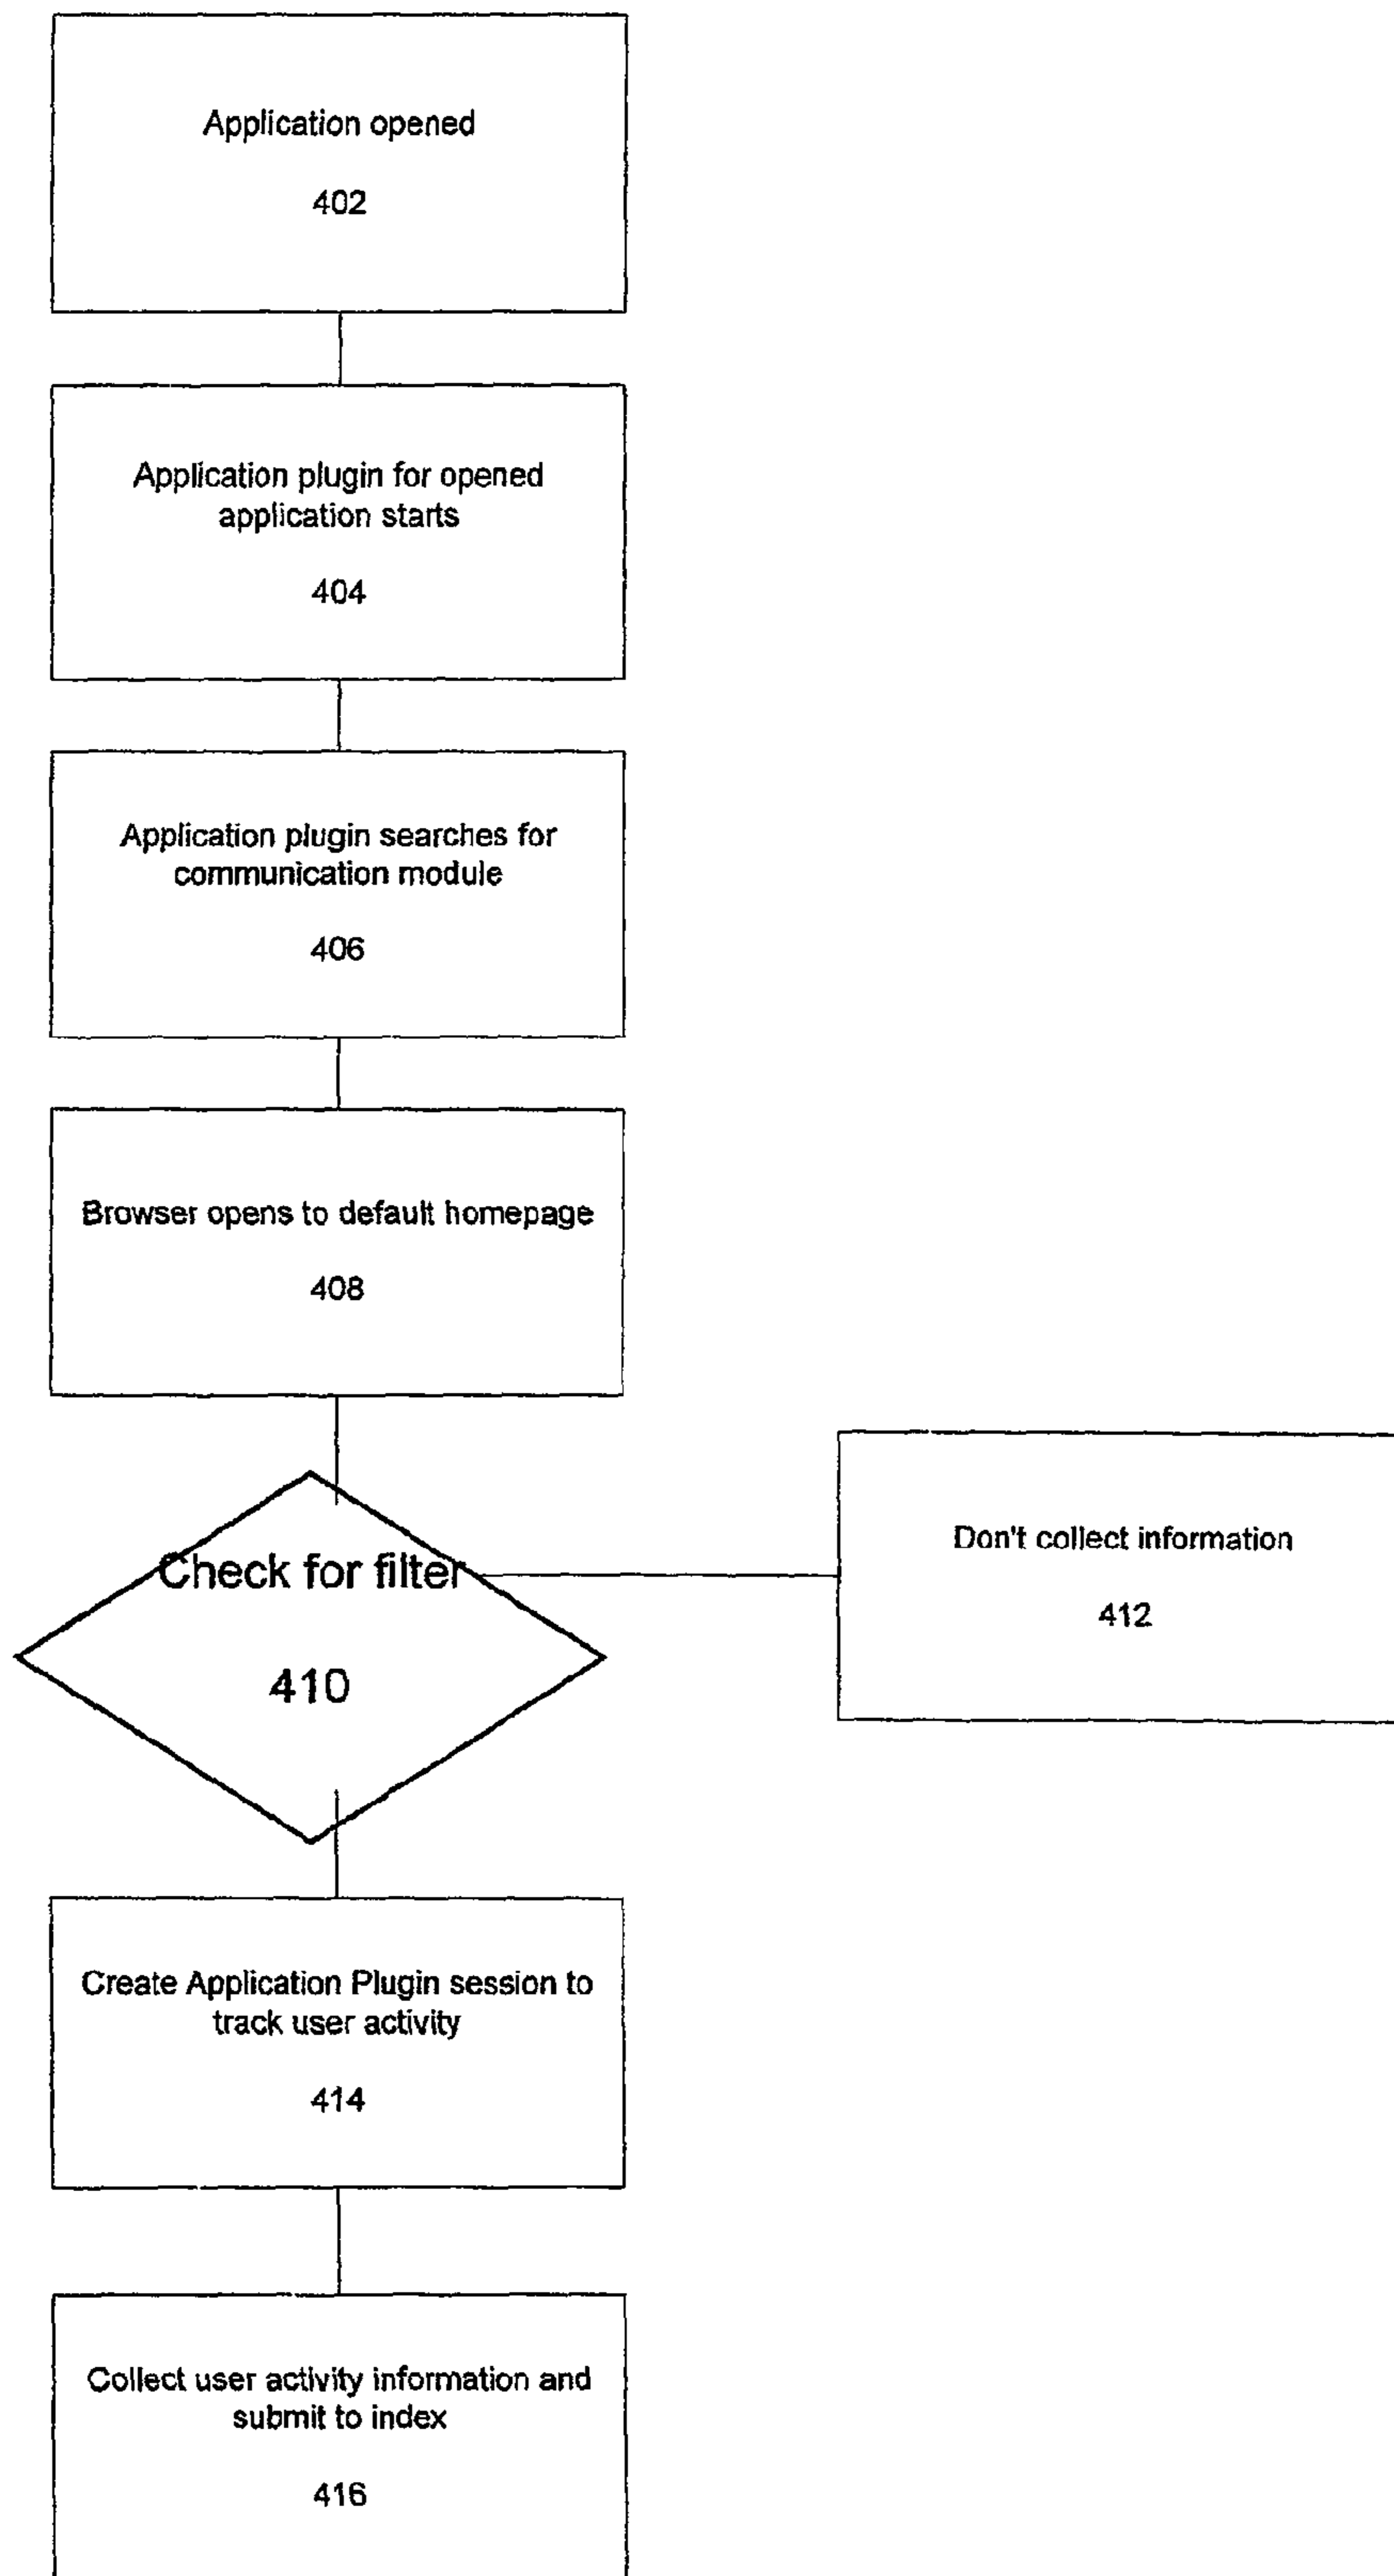 Application opened
402
Application plugin for opened
application starts
404
Application plugin searches for
communication module
406
Browser opens to default homepage
408
Check for filter
410
Don't collect information
412
Create Application Plugin session to
track user activity
414
Collect user activity information and
submit to index
416